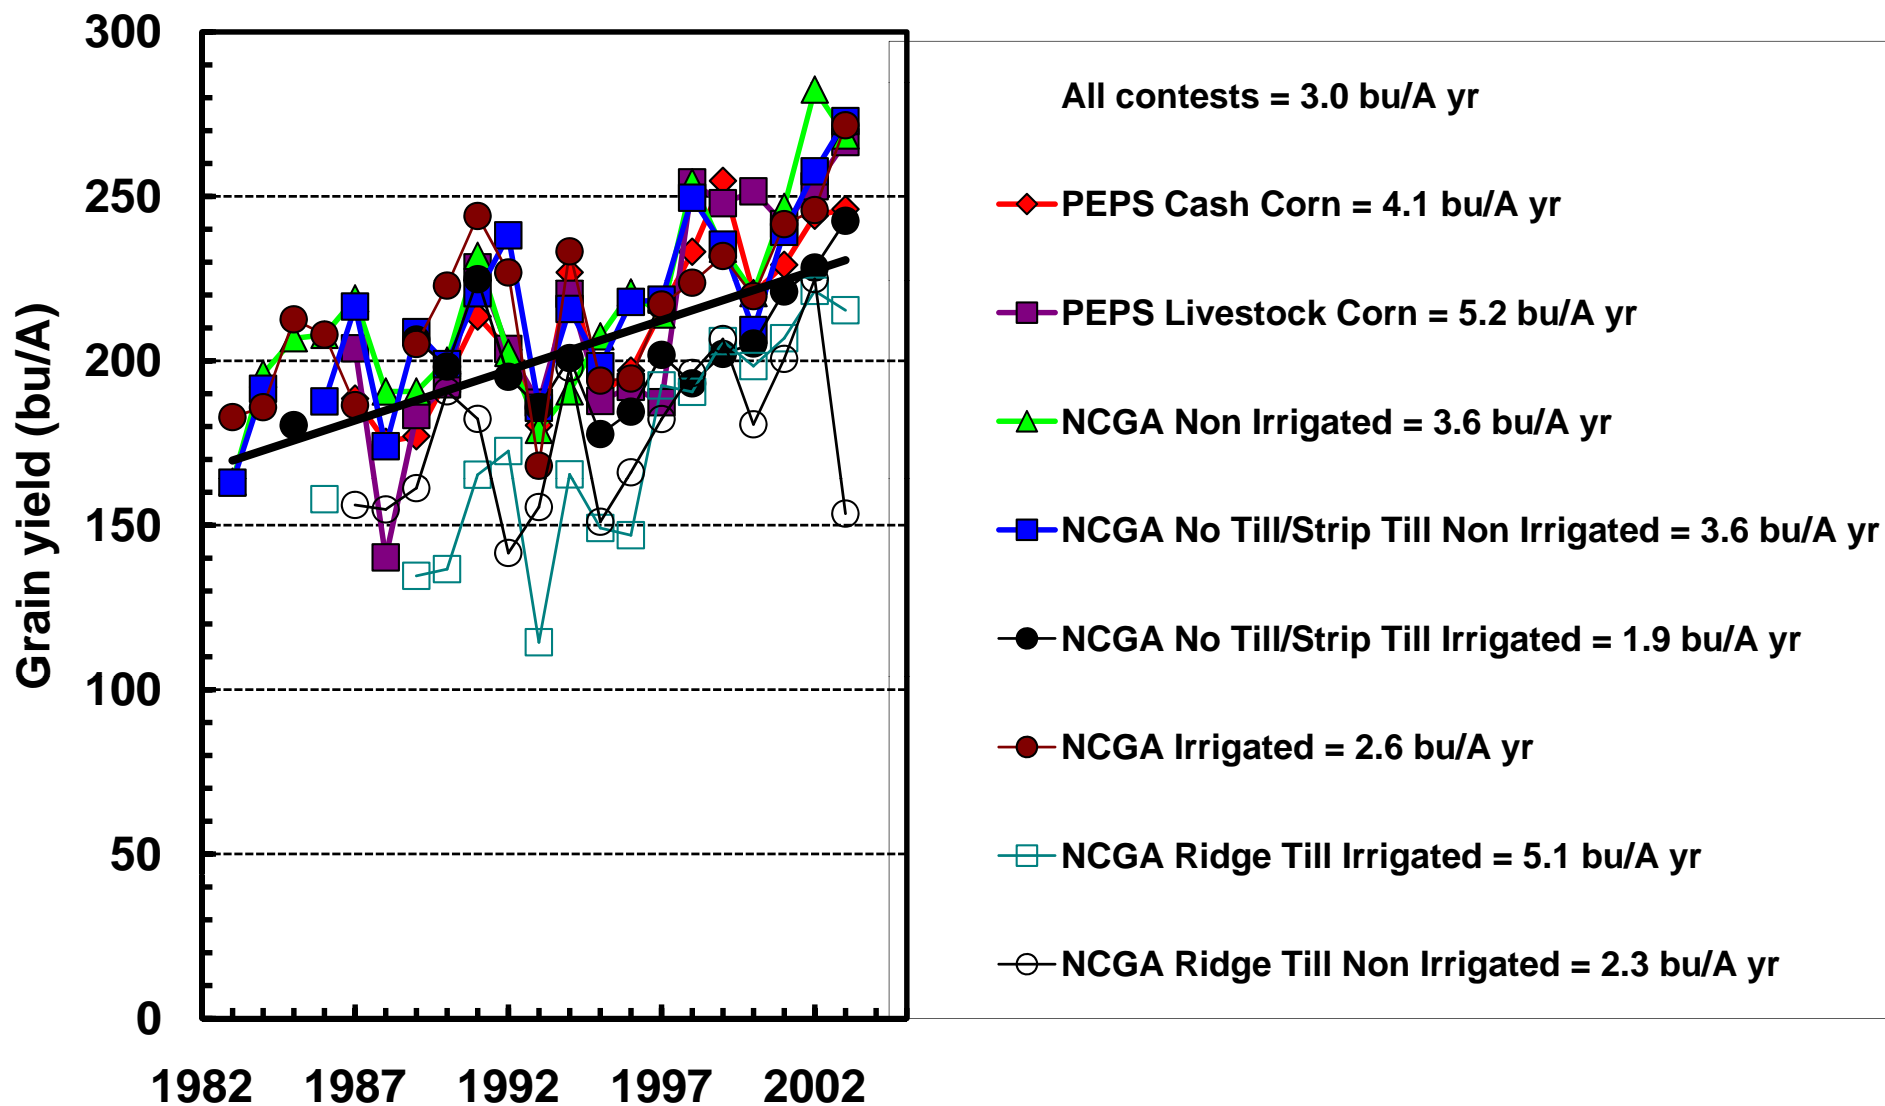 300
250
200
150
100
50
0
Grain yield (bu/A)
1982 1987 1992 1997 2002
All contests = 3.0 bu/A yr
PEPS Cash Corn = 4.1 bu/A yr
PEPS Livestock Corn = 5.2 bu/A yr
NCGA Non Irrigated = 3.6 bu/A yr
NCGA No Till/Strip Till Non Irrigated = 3.6 bu/A yr
NCGA No Till/Strip Till Irrigated = 1.9 bu/A yr
NCGA Irrigated = 2.6 bu/A yr
NCGA Ridge Till Irrigated = 5.1 bu/A yr
NCGA Ridge Till Non Irrigated = 2.3 bu/A yr